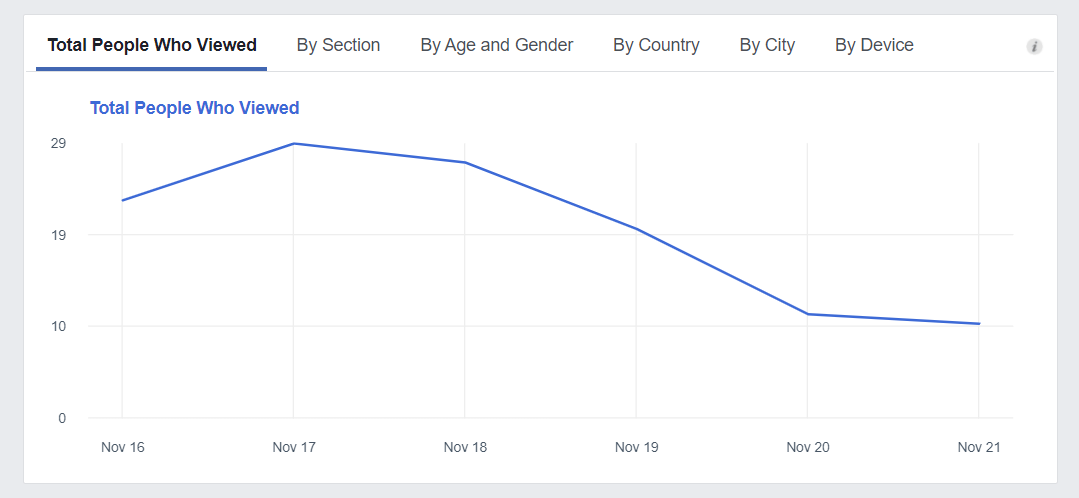 Total People Who Viewed By Section By Age and Gender By Country By City By Device i
Total People Who Viewed
29
19
10
0
Nov 16 Nov 17 Nov 18 Nov 19 Nov 20 Nov 21